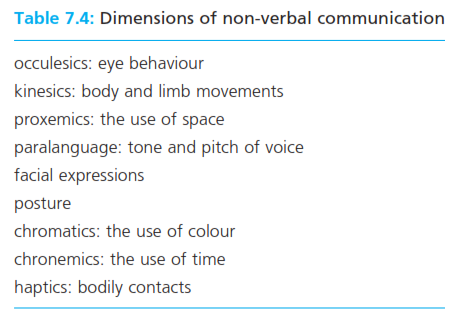 Table 7.4: Dimensions of non-verbal communication
occulesics: eye behaviour
kinesics: body and limb movements
proxemics: the use of space
paralanguage: tone and pitch of voice
facial expressions
posture
chromatics: the use of colour
chronemics: the use of time
haptics: bodily contacts